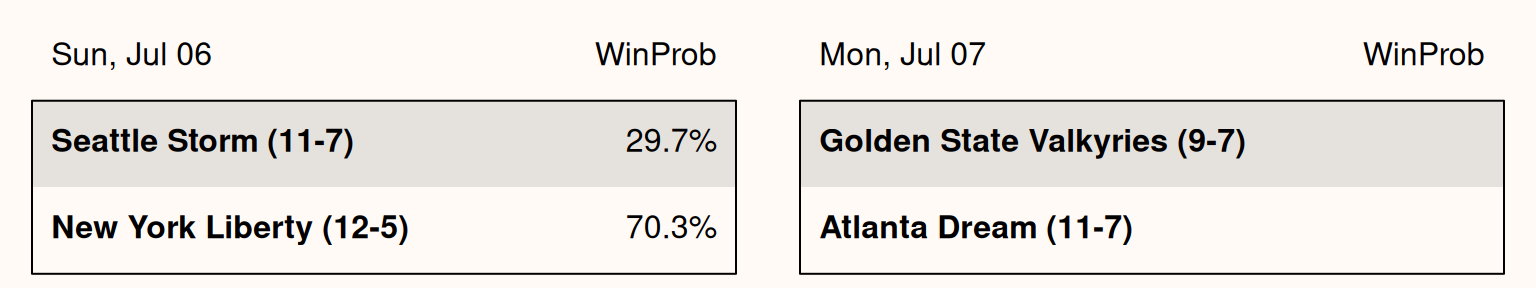 Sun, Jul 06 WinProb
Seattle Storm (11-7) 29.7%
New York Liberty (12-5) 70.3%
Mon, Jul 07 WinProb
Golden State Valkyries (9-7)
Atlanta Dream (11-7)